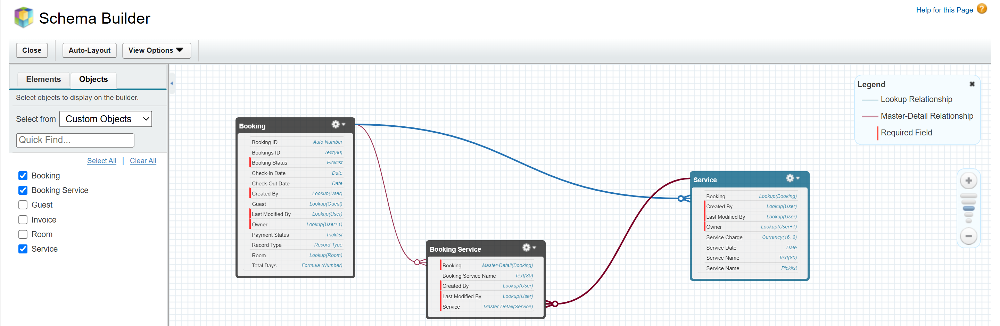 Schema Builder
Help for this Page
Close
Auto-Layout
View Options
Elements
Objects
Select objects to display on the builder.
Select from
Custom Objects
Quick Find...
Select All | Clear All
Booking
Booking Service
Guest
Invoice
Room
Service
Booking
Booking ID Auto Number
Bookings ID Text(80)
Booking Status Picklist
Check-In Date Date
Check-Out Date Date
Created By Lookup(User)
Guest Lookup(Guest)
Last Modified By Lookup(User)
Owner Lookup(User+1)
Payment Status Picklist
Record Type Record Type
Room Lookup(Room)
Total Days Formula (Number)
Booking Service
Booking Master-Detail(Booking)
Booking Service Name Text(80)
Created By Lookup(User)
Last Modified By Lookup(User)
Service Master-Detail(Service)
Service
Booking Lookup(Booking)
Created By Lookup(User)
Last Modified By Lookup(User)
Owner Lookup(User+1)
Service Charge Currency(16, 2)
Service Date Date
Service Name Text(80)
Service Name Picklist
Legend
Lookup Relationship
Master-Detail Relationship
Required Field